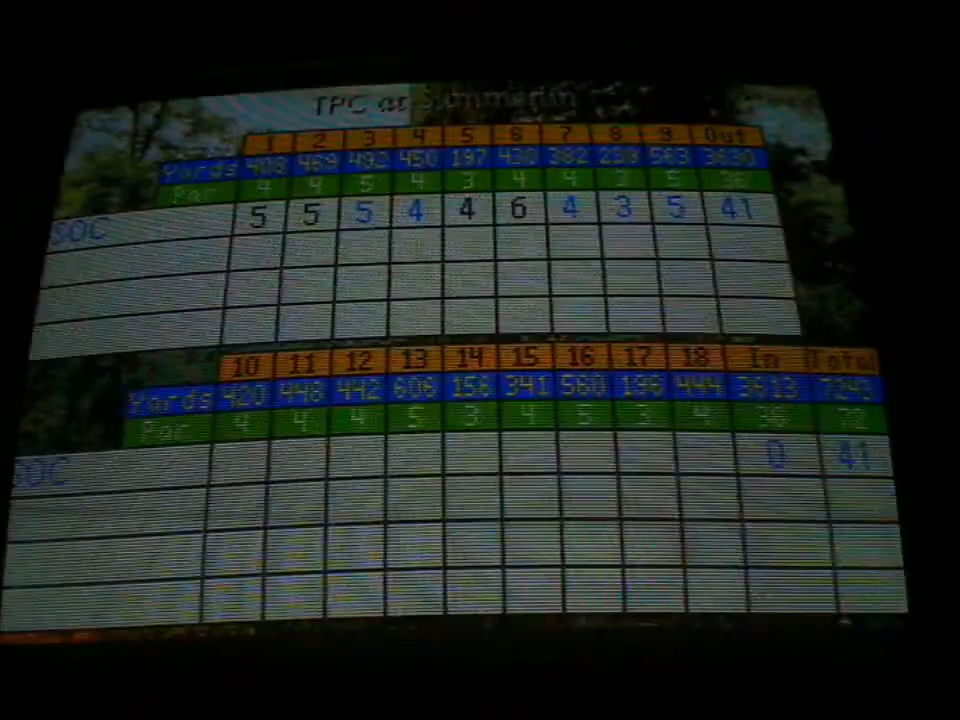 TPC at Summerlin
1 2 3 4 5 6 7 8 9 Out
Yards 408 469 492 450 197 430 382 239 563 3630
Par 4 4 5 4 3 4 4 3 5 36
SOC 5 5 5 4 4 6 4 3 5 41
10 11 12 13 14 15 16 17 18 In Total
Yards 420 448 442 606 156 341 560 196 444 3613 7243
Par 4 4 4 5 3 4 5 3 4 36 72
SOC 0 41